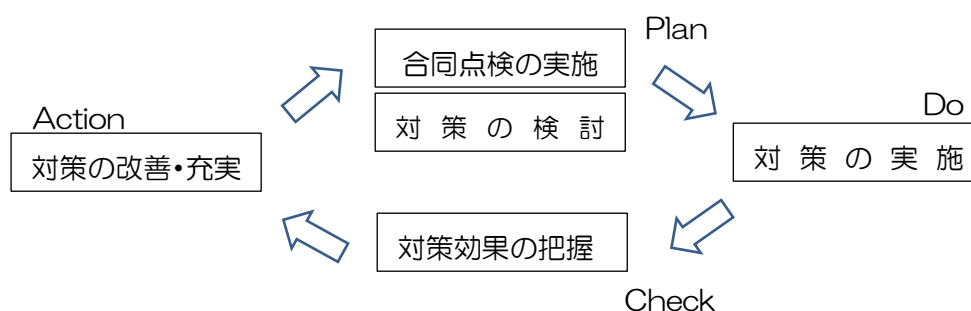 Plan
合同点検の実施
対策の検討
Do
対策の実施
Action
対策の改善・充実
対策効果の把握
Check